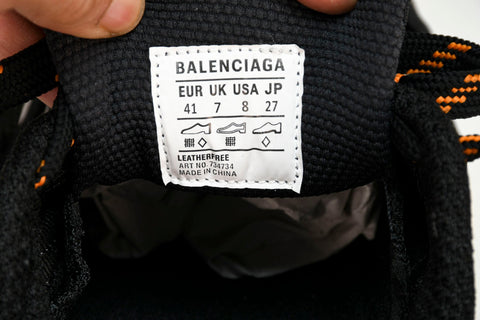 BALENCIAGA
EUR UK USA JP
41 7 8 27
LEATHERFREE
ART NO. 734734
MADE IN CHINA